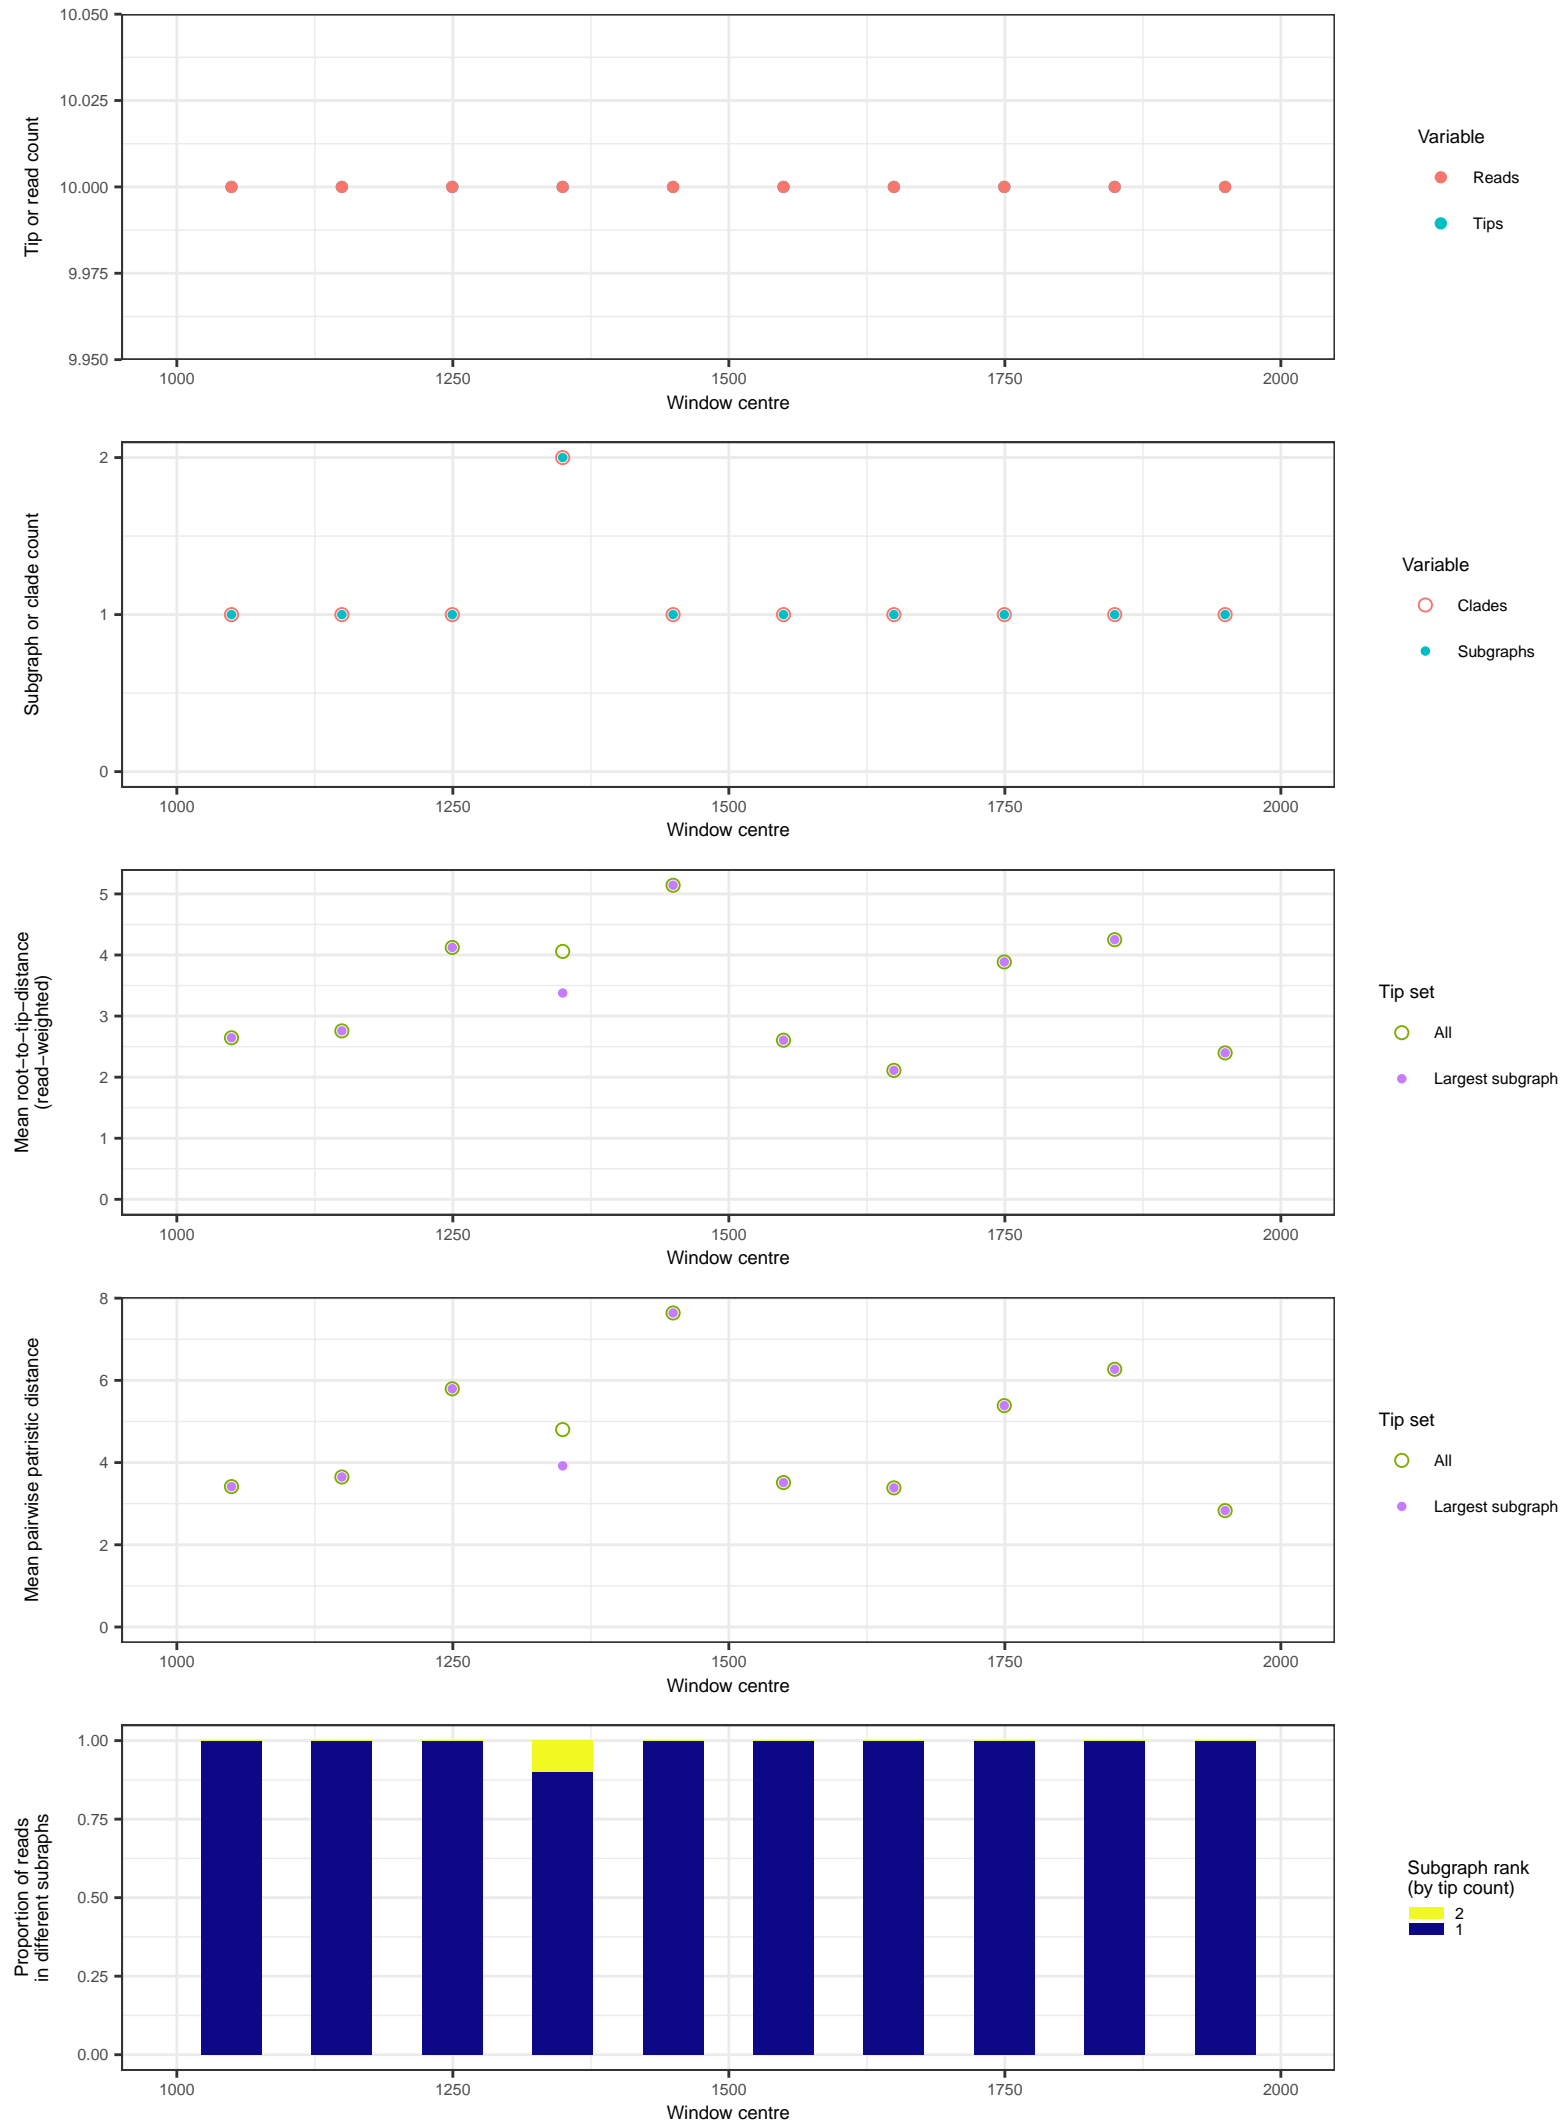 10.050
10.025
10.000
9.975
9.950
Tip or read count
1000 1250 1500 1750 2000
Window centre
Variable
Reads
Tips
2
1
0
Subgraph or clade count
1000 1250 1500 1750 2000
Window centre
Variable
Clades
Subgraphs
5
4
3
2
1
0
Mean root−to−tip−distance
(read−weighted)
1000 1250 1500 1750 2000
Window centre
Tip set
All
Largest subgraph
8
6
4
2
0
Mean pairwise patristic distance
1000 1250 1500 1750 2000
Window centre
Tip set
All
Largest subgraph
1.00
0.75
0.50
0.25
0.00
Proportion of reads
in different subraphs
1000 1250 1500 1750 2000
Window centre
Subgraph rank
(by tip count)
2
1